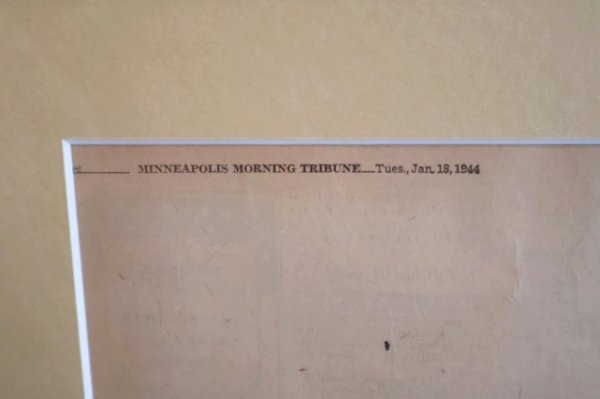 MINNEAPOLIS MORNING TRIBUNE Tues., Jan. 18, 1944